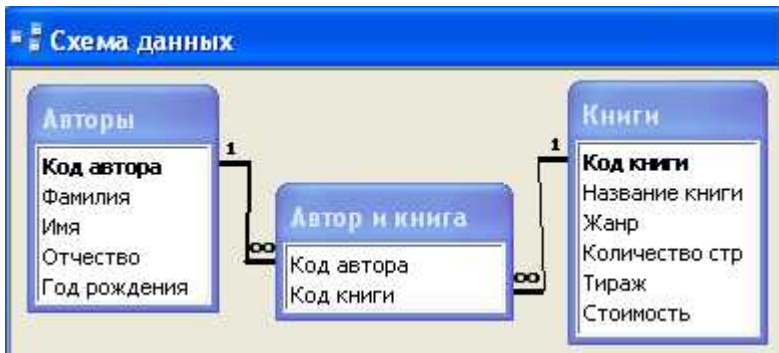 Схема данных
Авторы
Код автора
Фамилия
Имя
Отчество
Год рождения
1
∞
Автор и книга
Код автора
Код книги
1
∞
Книги
Код книги
Название книги
Жанр
Количество стр
Тираж
Стоимость